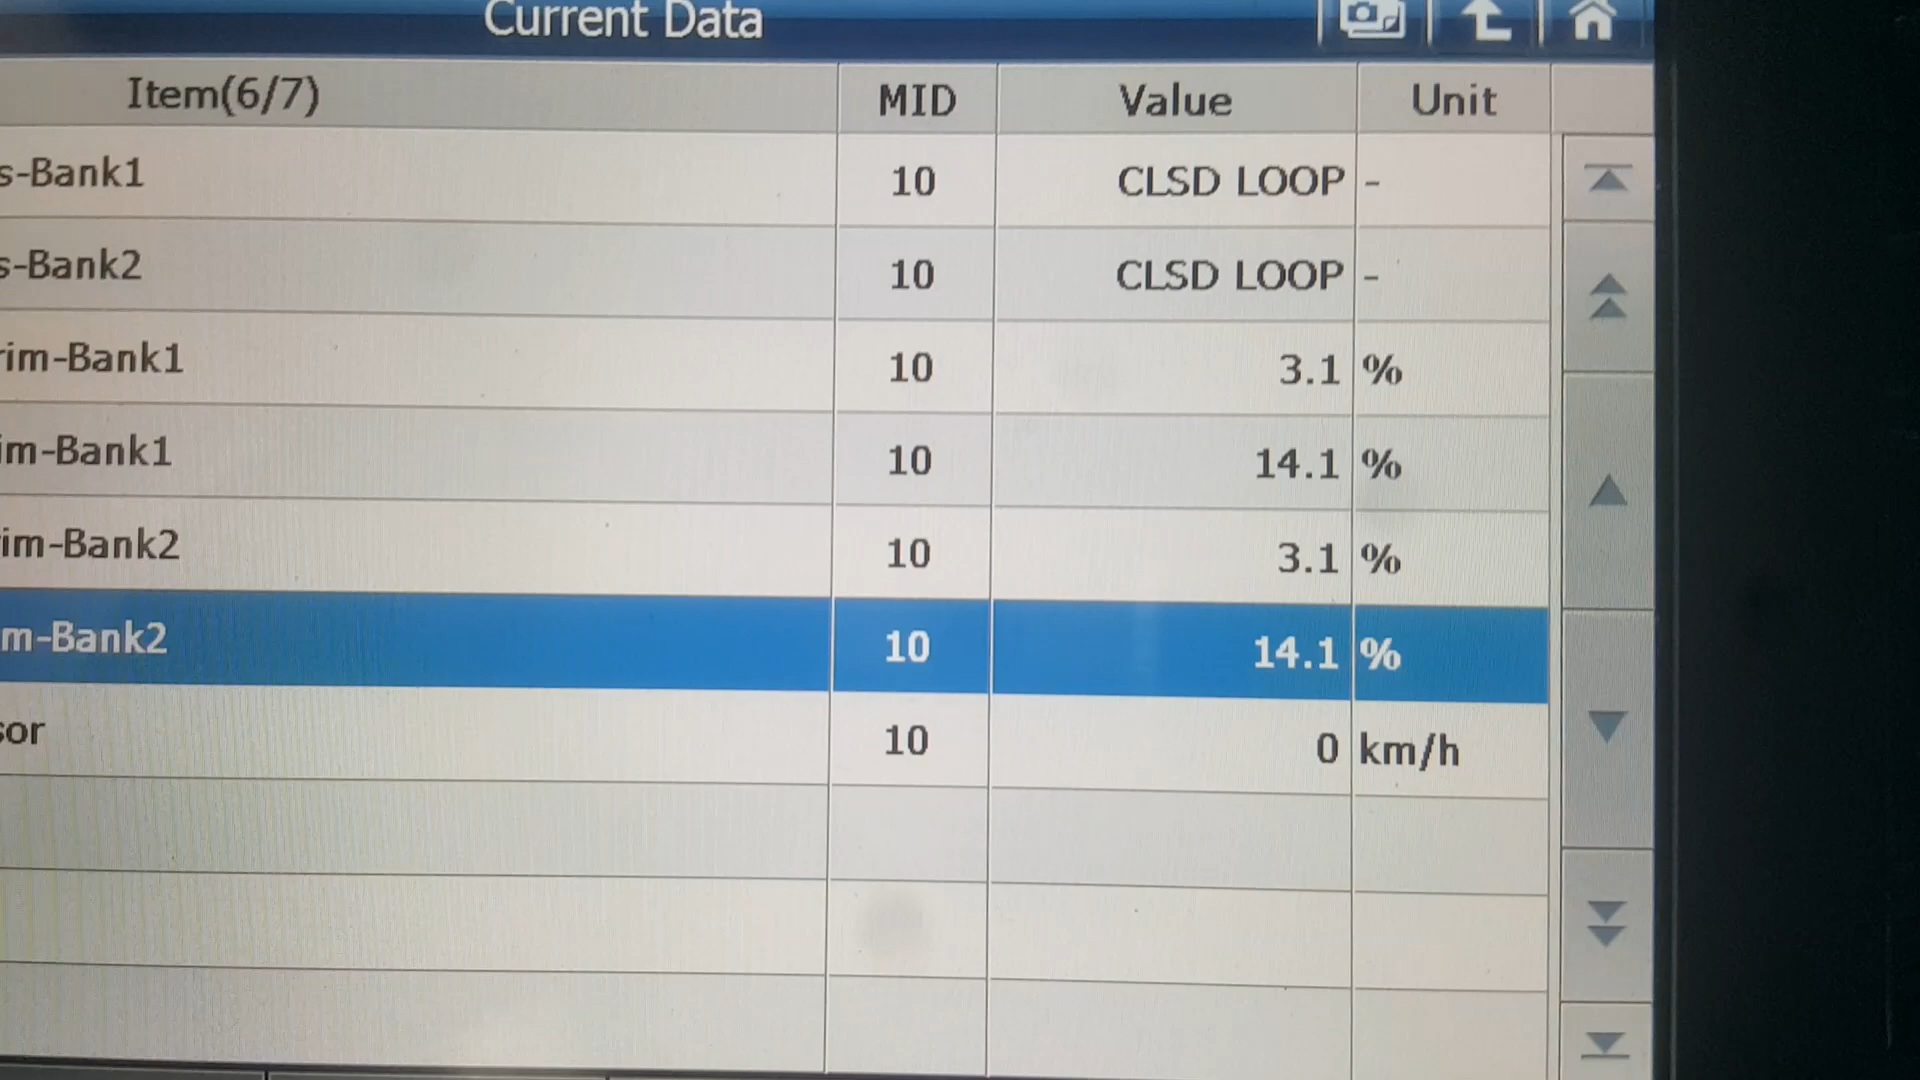 Current Data
Item(6/7) MID Value Unit
s-Bank1 10 CLSD LOOP -
s-Bank2 10 CLSD LOOP -
rim-Bank1 10 3.1 %
im-Bank1 10 14.1 %
im-Bank2 10 3.1 %
m-Bank2 10 14.1 %
sor 10 0 km/h